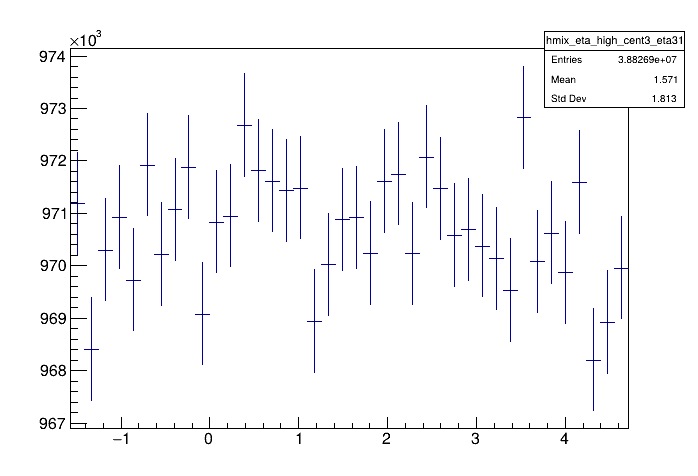 ×10³
hmix_eta_high_cent3_eta31
Entries 3.88269e+07
Mean 1.571
Std Dev 1.813
974
973
972
971
970
969
968
967
−1 0 1 2 3 4